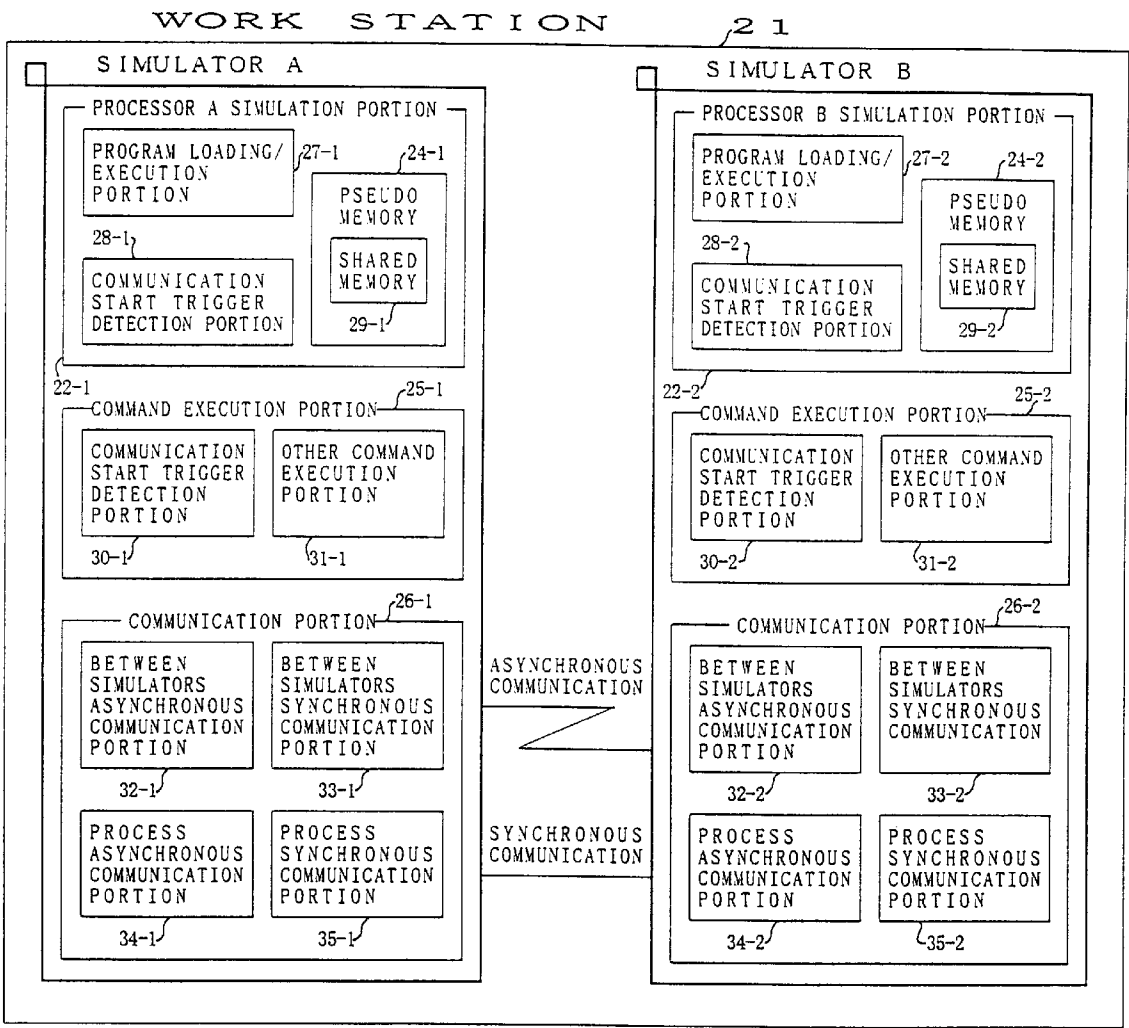 WORK STATION 21
SIMULATOR A
PROCESSOR A SIMULATION PORTION
PROGRAM LOADING/
EXECUTION
PORTION
27-1
24-1
PSEUDO
MEMORY
SHARED
MEMORY
29-1
28-1
COMMUNICATION
START TRIGGER
DETECTION PORTION
22-1
COMMAND EXECUTION PORTION
25-1
COMMUNICATION
START TRIGGER
DETECTION
PORTION
30-1
OTHER COMMAND
EXECUTION
PORTION
31-1
COMMUNICATION PORTION
26-1
BETWEEN
SIMULATORS
ASYNCHRONOUS
COMMUNICATION
PORTION
32-1
BETWEEN
SIMULATORS
SYNCHRONOUS
COMMUNICATION
PORTION
33-1
PROCESS
ASYNCHRONOUS
COMMUNICATION
PORTION
34-1
PROCESS
SYNCHRONOUS
COMMUNICATION
PORTION
35-1
ASYNCHRONOUS
COMMUNICATION
SYNCHRONOUS
COMMUNICATION
SIMULATOR B
PROCESSOR B SIMULATION PORTION
PROGRAM LOADING/
EXECUTION
PORTION
27-2
24-2
PSEUDO
MEMORY
SHARED
MEMORY
29-2
28-2
COMMUNICATION
START TRIGGER
DETECTION PORTION
22-2
COMMAND EXECUTION PORTION
25-2
COMMUNICATION
START TRIGGER
DETECTION
PORTION
30-2
OTHER COMMAND
EXECUTION
PORTION
31-2
COMMUNICATION PORTION
26-2
BETWEEN
SIMULATORS
ASYNCHRONOUS
COMMUNICATION
PORTION
32-2
BETWEEN
SIMULATORS
SYNCHRONOUS
COMMUNICATION
33-2
PROCESS
ASYNCHRONOUS
COMMUNICATION
PORTION
34-2
PROCESS
SYNCHRONOUS
COMMUNICATION
PORTION
35-2